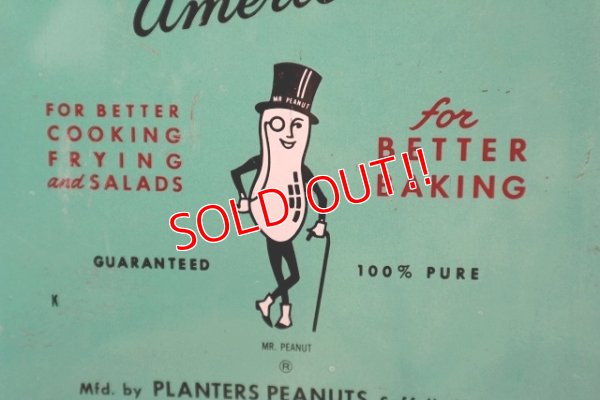 MR. PEANUT
FOR BETTER
COOKING
FRYING
and SALADS
for
BETTER
BAKING
SOLD OUT!!
GUARANTEED
100% PURE
K
MR. PEANUT
®
Mfd. by PLANTERS PEANUTS